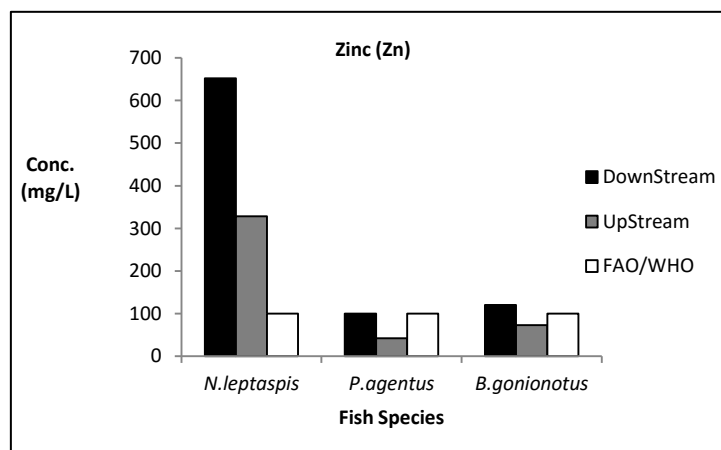 Zinc (Zn)
700
600
500
400
300
200
100
0
Conc.
(mg/L)
DownStream
UpStream
FAO/WHO
N.leptaspis P.agentus B.gonionotus
Fish Species